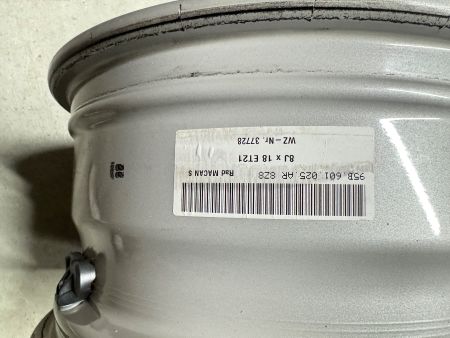 95B.601.025.AR 8Z8
Rad MACAN S
8J x 18 ET21
WZ-Nr. 37728